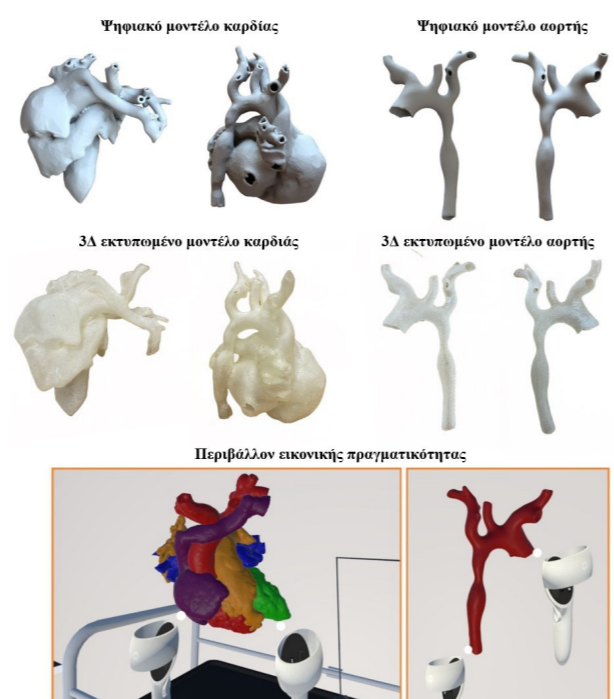 Ψηφιακό μοντέλο καρδίας
Ψηφιακό μοντέλο αορτής
3Δ εκτυπωμένο μοντέλο καρδιάς
3Δ εκτυπωμένο μοντέλο αορτής
Περιβάλλον εικονικής πραγματικότητας